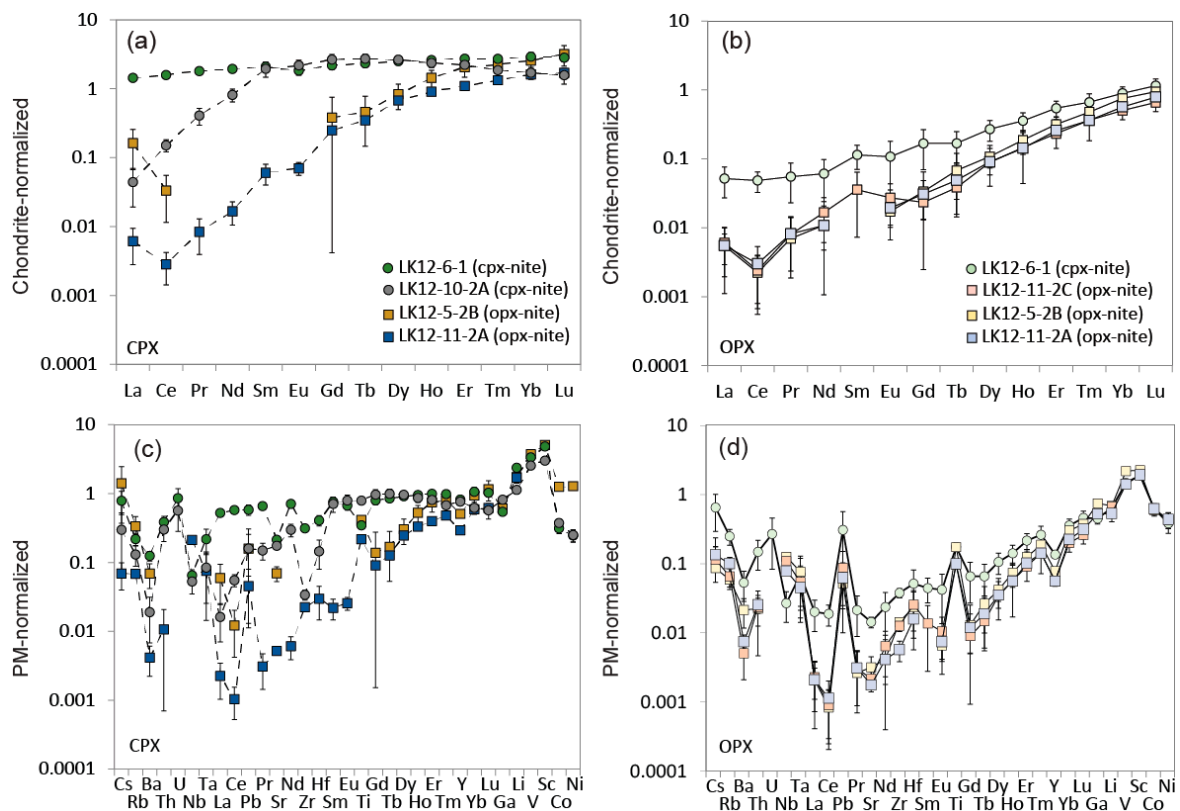 (a)
Chondrite-normalized
10
1
0.1
0.01
0.001
0.0001
LK12-6-1 (cpx-nite)
LK12-10-2A (cpx-nite)
LK12-5-2B (opx-nite)
LK12-11-2A (opx-nite)
CPX
La Ce Pr Nd Sm Eu Gd Tb Dy Ho Er Tm Yb Lu
(b)
Chondrite-normalized
10
1
0.1
0.01
0.001
0.0001
LK12-6-1 (cpx-nite)
LK12-11-2C (opx-nite)
LK12-5-2B (opx-nite)
LK12-11-2A (opx-nite)
OPX
La Ce Pr Nd Sm Eu Gd Tb Dy Ho Er Tm Yb Lu
(c)
PM-normalized
10
1
0.1
0.01
0.001
0.0001
CPX
Cs Ba U Ta Ce Pr Nd Hf Eu Gd Dy Er Y Lu Li Sc Ni
Rb Th Nb La Pb Sr Zr Sm Ti Tb Ho Tm Yb Ga V Co
(d)
PM-normalized
10
1
0.1
0.01
0.001
0.0001
OPX
Cs Ba U Ta Ce Pr Nd Hf Eu Gd Dy Er Y Lu Li Sc Ni
Rb Th Nb La Pb Sr Zr Sm Ti Tb Ho Tm Yb Ga V Co